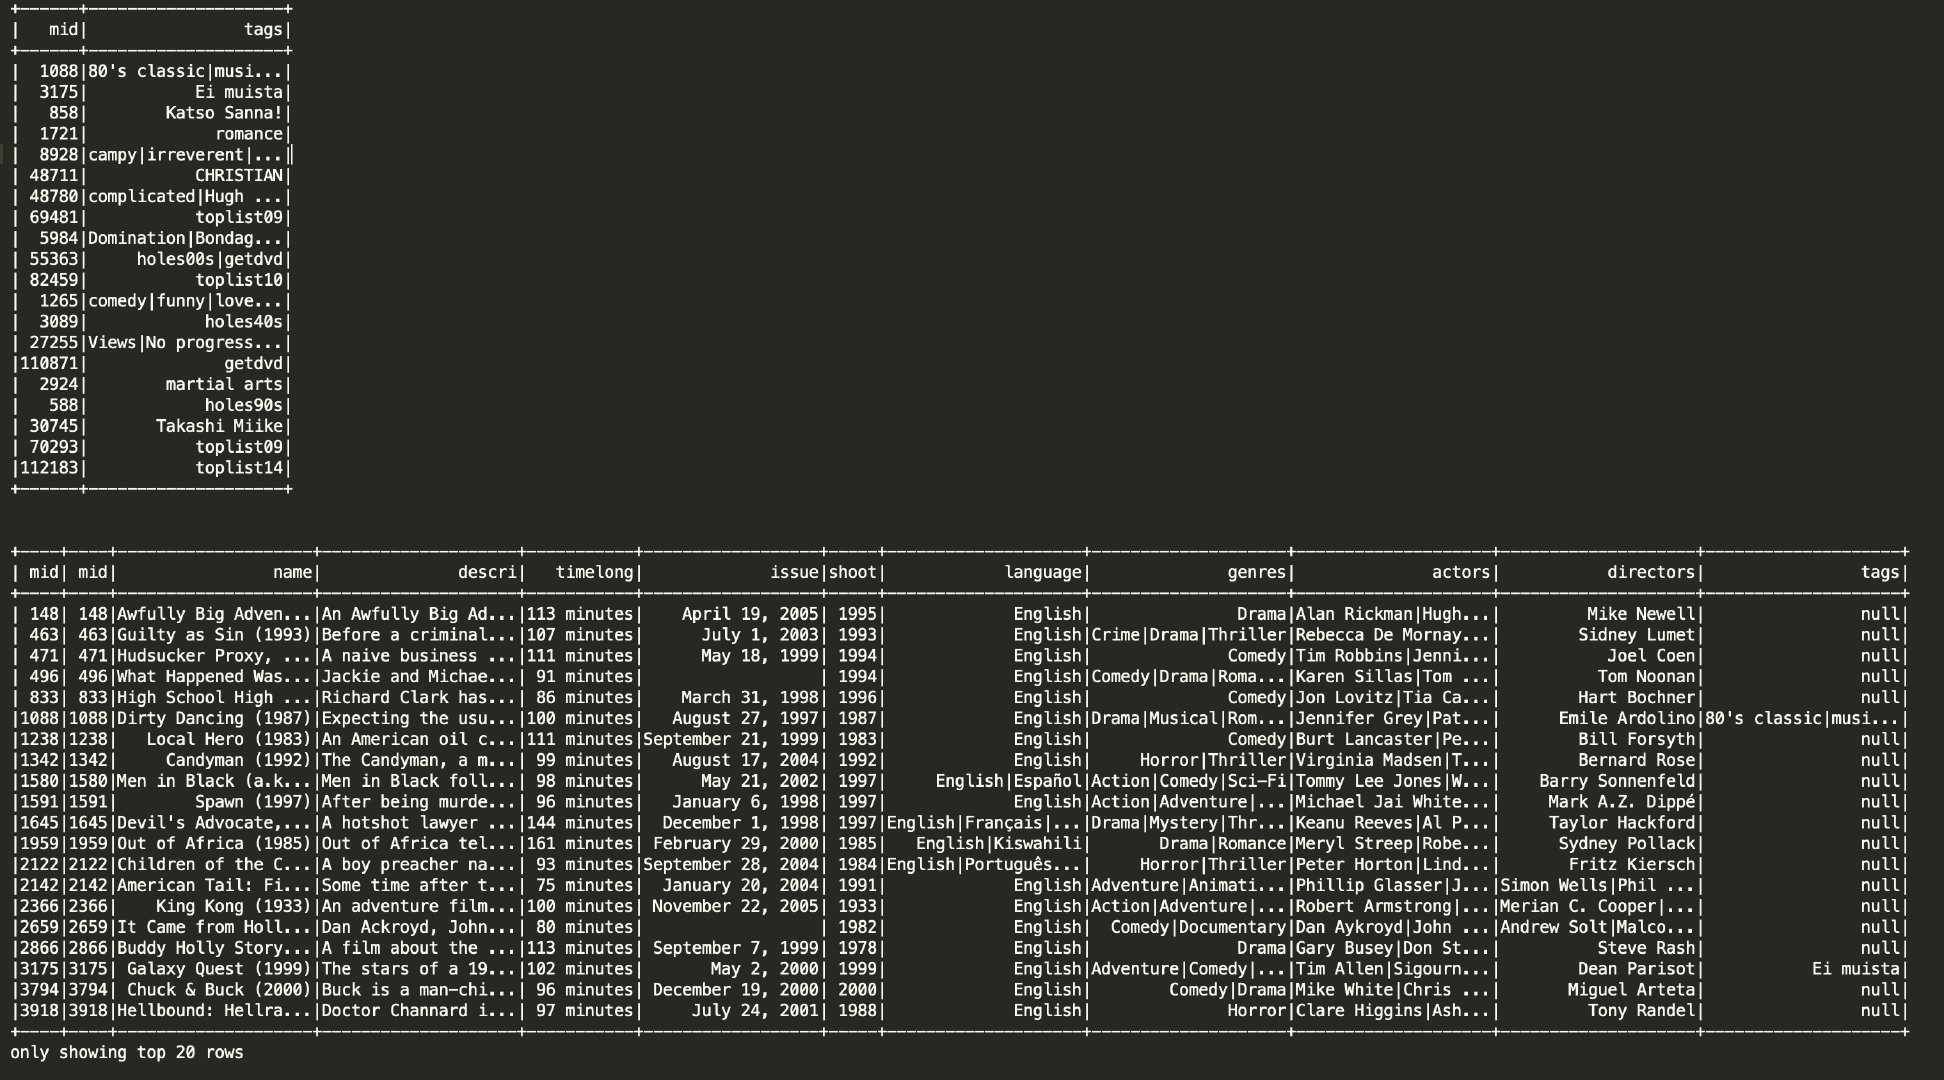 +------+--------------------+
|   mid|                tags|
+------+--------------------+
|  1088|80's classic|musi...|
|  3175|           Ei muista|
|   858|        Katso Sanna!|
|  1721|             romance|
|  8928|campy|irreverent|...|
| 48711|           CHRISTIAN|
| 48780|complicated|Hugh ...|
| 69481|           toplist09|
|  5984|Domination|Bondag...|
| 55363|     holes00s|getdvd|
| 82459|           toplist10|
|  1265|comedy|funny|love...|
|  3089|            holes40s|
| 27255|Views|No progress...|
|110871|              getdvd|
|  2924|        martial arts|
|   588|            holes90s|
| 30745|       Takashi Miike|
| 70293|           toplist09|
|112183|           toplist14|
+------+--------------------+
+----+----+--------------------+--------------------+-----------+------------------+-----+--------------------+--------------------+--------------------+--------------------+--------------------+
| mid| mid|                name|              descri|   timelong|             issue|shoot|            language|              genres|              actors|           directors|                tags|
+----+----+--------------------+--------------------+-----------+------------------+-----+--------------------+--------------------+--------------------+--------------------+--------------------+
| 148| 148|Awfully Big Adven...|An Awfully Big Ad...|113 minutes|    April 19, 2005| 1995|             English|               Drama|Alan Rickman|Hugh...|         Mike Newell|                null|
| 463| 463|Guilty as Sin (1993)|Before a criminal...|107 minutes|      July 1, 2003| 1993|             English|Crime|Drama|Thriller|Rebecca De Mornay...|        Sidney Lumet|                null|
| 471| 471|Hudsucker Proxy, ...|A naive business ...|111 minutes|      May 18, 1999| 1994|             English|              Comedy|Tim Robbins|Jenni...|           Joel Coen|                null|
| 496| 496|What Happened Was...|Jackie and Michae...| 91 minutes|                  | 1994|             English|Comedy|Drama|Roma...|Karen Sillas|Tom ...|          Tom Noonan|                null|
| 833| 833|High School High ...|Richard Clark has...| 86 minutes|    March 31, 1998| 1996|             English|              Comedy|Jon Lovitz|Tia Ca...|        Hart Bochner|                null|
|1088|1088|Dirty Dancing (1987)|Expecting the usu...|100 minutes|   August 27, 1997| 1987|             English|Drama|Musical|Rom...|Jennifer Grey|Pat...|      Emile Ardolino|80's classic|musi...|
|1238|1238|   Local Hero (1983)|An American oil c...|111 minutes|September 21, 1999| 1983|             English|              Comedy|Burt Lancaster|Pe...|        Bill Forsyth|                null|
|1342|1342|     Candyman (1992)|The Candyman, a m...| 99 minutes|   August 17, 2004| 1992|             English|     Horror|Thriller|Virginia Madsen|T...|        Bernard Rose|                null|
|1580|1580|Men in Black (a.k...|Men in Black foll...| 98 minutes|      May 21, 2002| 1997|     English|Español|Action|Comedy|Sci-Fi|Tommy Lee Jones|W...|    Barry Sonnenfeld|                null|
|1591|1591|        Spawn (1997)|After being murde...| 96 minutes|   January 6, 1998| 1997|             English|Action|Adventure|...|Michael Jai White...|     Mark A.Z. Dippé|                null|
|1645|1645|Devil's Advocate,...|A hotshot lawyer ...|144 minutes|  December 1, 1998| 1997|English|Français|...|Drama|Mystery|Thr...|Keanu Reeves|Al P...|     Taylor Hackford|                null|
|1959|1959|Out of Africa (1985)|Out of Africa tel...|161 minutes| February 29, 2000| 1985|   English|Kiswahili|       Drama|Romance|Meryl Streep|Robe...|      Sydney Pollack|                null|
|2122|2122|Children of the C...|A boy preacher na...| 93 minutes|September 28, 2004| 1984|English|Português...|     Horror|Thriller|Peter Horton|Lind...|       Fritz Kiersch|                null|
|2142|2142|American Tail: Fi...|Some time after t...| 75 minutes|  January 20, 2004| 1991|             English|Adventure|Animati...|Phillip Glasser|J...|Simon Wells|Phil ...|                null|
|2366|2366|    King Kong (1933)|An adventure film...|100 minutes| November 22, 2005| 1933|             English|Action|Adventure|...|Robert Armstrong|...|Merian C. Cooper|...|                null|
|2659|2659|It Came from Holl...|Dan Ackroyd, John...| 80 minutes|                  | 1982|             English|  Comedy|Documentary|Dan Aykroyd|John ...|Andrew Solt|Malco...|                null|
|2866|2866|Buddy Holly Story...|A film about the ...|113 minutes| September 7, 1999| 1978|             English|               Drama|Gary Busey|Don St...|          Steve Rash|                null|
|3175|3175| Galaxy Quest (1999)|The stars of a 19...|102 minutes|       May 2, 2000| 1999|             English|Adventure|Comedy|...|Tim Allen|Sigourn...|        Dean Parisot|           Ei muista|
|3794|3794| Chuck & Buck (2000)|Buck is a man-chi...| 96 minutes| December 19, 2000| 2000|             English|        Comedy|Drama|Mike White|Chris ...|       Miguel Arteta|                null|
|3918|3918|Hellbound: Hellra...|Doctor Channard i...| 97 minutes|     July 24, 2001| 1988|             English|              Horror|Clare Higgins|Ash...|         Tony Randel|                null|
+----+----+--------------------+--------------------+-----------+------------------+-----+--------------------+--------------------+--------------------+--------------------+--------------------+
only showing top 20 rows